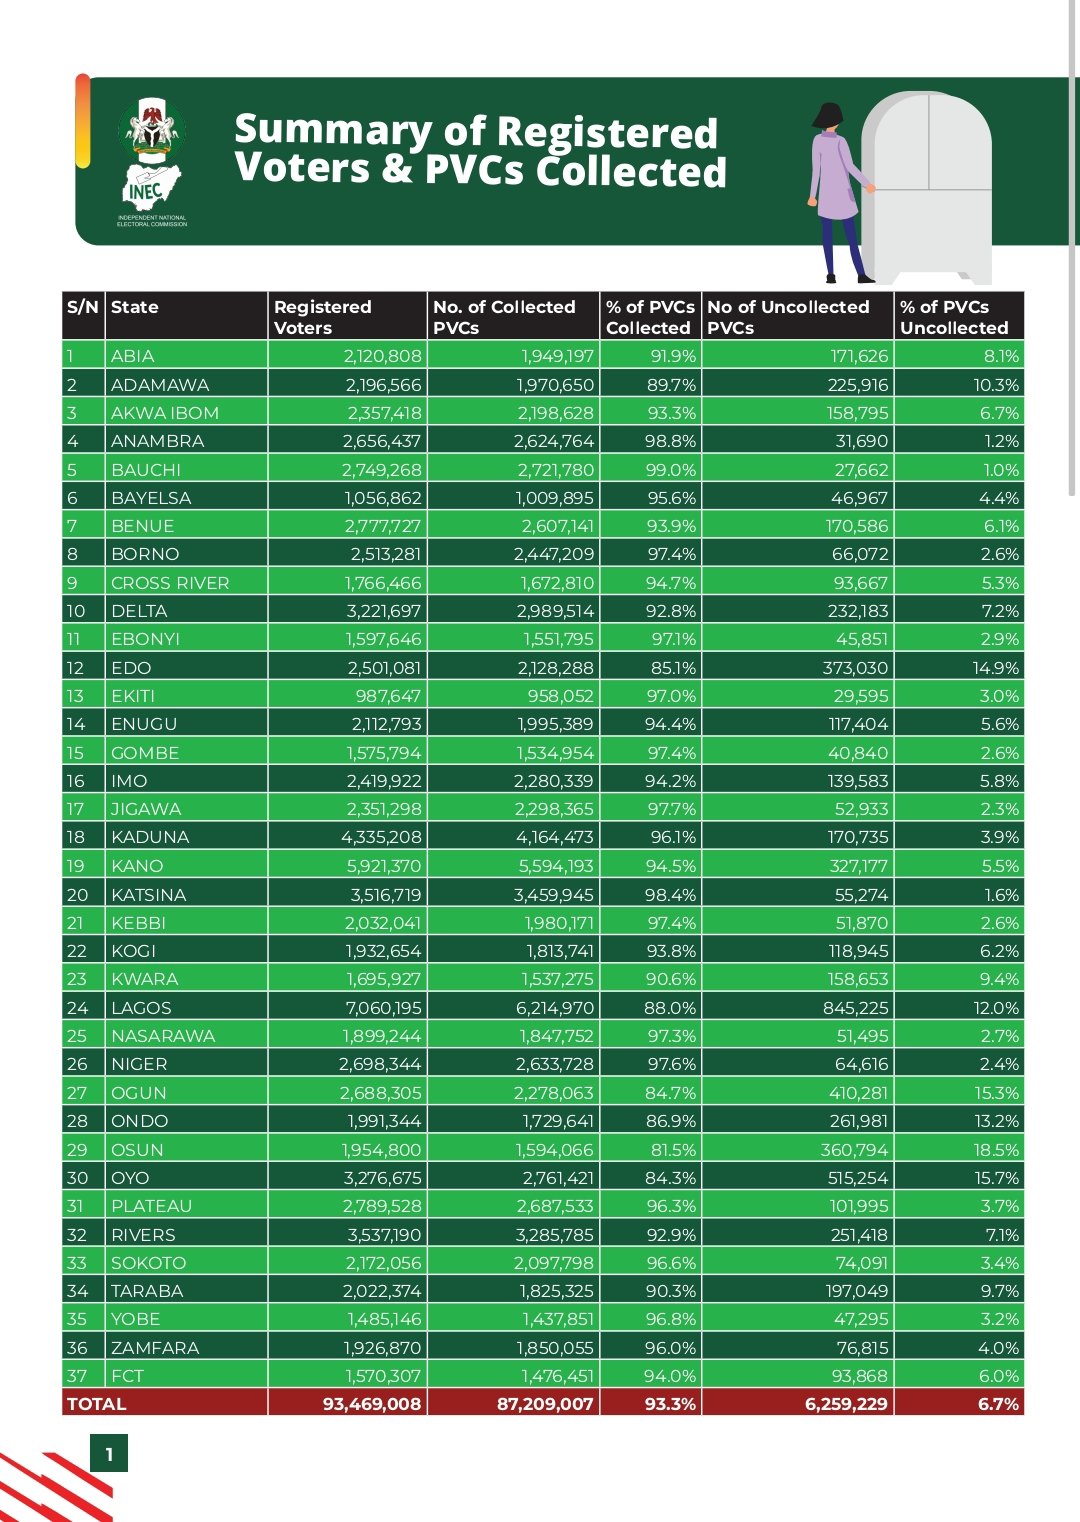 INEC
INDEPENDENT NATIONAL
ELECTORAL COMMISSION
Summary of Registered
Voters & PVCs Collected
S/N State Registered Voters No. of Collected PVCs % of PVCs Collected No of Uncollected PVCs % of PVCs Uncollected
1 ABIA 2,120,808 1,949,197 91.9% 171,626 8.1%
2 ADAMAWA 2,196,566 1,970,650 89.7% 225,916 10.3%
3 AKWA IBOM 2,357,418 2,198,628 93.3% 158,795 6.7%
4 ANAMBRA 2,656,437 2,624,764 98.8% 31,690 1.2%
5 BAUCHI 2,749,268 2,721,780 99.0% 27,662 1.0%
6 BAYELSA 1,056,862 1,009,895 95.6% 46,967 4.4%
7 BENUE 2,777,727 2,607,141 93.9% 170,586 6.1%
8 BORNO 2,513,281 2,447,209 97.4% 66,072 2.6%
9 CROSS RIVER 1,766,466 1,672,810 94.7% 93,667 5.3%
10 DELTA 3,221,697 2,989,514 92.8% 232,183 7.2%
11 EBONYI 1,597,646 1,551,795 97.1% 45,851 2.9%
12 EDO 2,501,081 2,128,288 85.1% 373,030 14.9%
13 EKITI 987,647 958,052 97.0% 29,595 3.0%
14 ENUGU 2,112,793 1,995,389 94.4% 117,404 5.6%
15 GOMBE 1,575,794 1,534,954 97.4% 40,840 2.6%
16 IMO 2,419,922 2,280,339 94.2% 139,583 5.8%
17 JIGAWA 2,351,298 2,298,365 97.7% 52,933 2.3%
18 KADUNA 4,335,208 4,164,473 96.1% 170,735 3.9%
19 KANO 5,921,370 5,594,193 94.5% 327,177 5.5%
20 KATSINA 3,516,719 3,459,945 98.4% 55,274 1.6%
21 KEBBI 2,032,041 1,980,171 97.4% 51,870 2.6%
22 KOGI 1,932,654 1,813,741 93.8% 118,945 6.2%
23 KWARA 1,695,927 1,537,275 90.6% 158,653 9.4%
24 LAGOS 7,060,195 6,214,970 88.0% 845,225 12.0%
25 NASARAWA 1,899,244 1,847,752 97.3% 51,495 2.7%
26 NIGER 2,698,344 2,633,728 97.6% 64,616 2.4%
27 OGUN 2,688,305 2,278,063 84.7% 410,281 15.3%
28 ONDO 1,991,344 1,729,641 86.9% 261,981 13.2%
29 OSUN 1,954,800 1,594,066 81.5% 360,794 18.5%
30 OYO 3,276,675 2,761,421 84.3% 515,254 15.7%
31 PLATEAU 2,789,528 2,687,533 96.3% 101,995 3.7%
32 RIVERS 3,537,190 3,285,785 92.9% 251,418 7.1%
33 SOKOTO 2,172,056 2,097,798 96.6% 74,091 3.4%
34 TARABA 2,022,374 1,825,325 90.3% 197,049 9.7%
35 YOBE 1,485,146 1,437,851 96.8% 47,295 3.2%
36 ZAMFARA 1,926,870 1,850,055 96.0% 76,815 4.0%
37 FCT 1,570,307 1,476,451 94.0% 93,868 6.0%
TOTAL 93,469,008 87,209,007 93.3% 6,259,229 6.7%
1